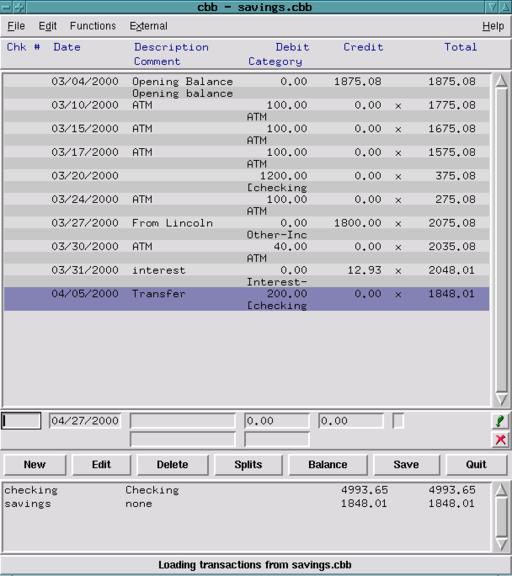 cbb - savings.cbb
File Edit Functions External Help
Chk # Date Description Debit Credit Total
Comment Category
03/04/2000 Opening Balance 0.00 1875.08 1875.08
Opening balance
03/10/2000 ATM 100.00 0.00 x 1775.08
ATM
03/15/2000 ATM 100.00 0.00 x 1675.08
ATM
03/17/2000 ATM 100.00 0.00 x 1575.08
ATM
03/20/2000 1200.00 0.00 x 375.08
[checking
03/24/2000 ATM 100.00 0.00 x 275.08
ATM
03/27/2000 From Lincoln 0.00 1800.00 x 2075.08
Other-Inc
03/30/2000 ATM 40.00 0.00 x 2035.08
ATM
03/31/2000 interest 0.00 12.93 x 2048.01
Interest-
04/05/2000 Transfer 200.00 0.00 x 1848.01
[checking
04/27/2000 0.00 0.00
New Edit Delete Splits Balance Save Quit
checking Checking 4993.65 4993.65
savings none 1848.01 1848.01
Loading transactions from savings.cbb